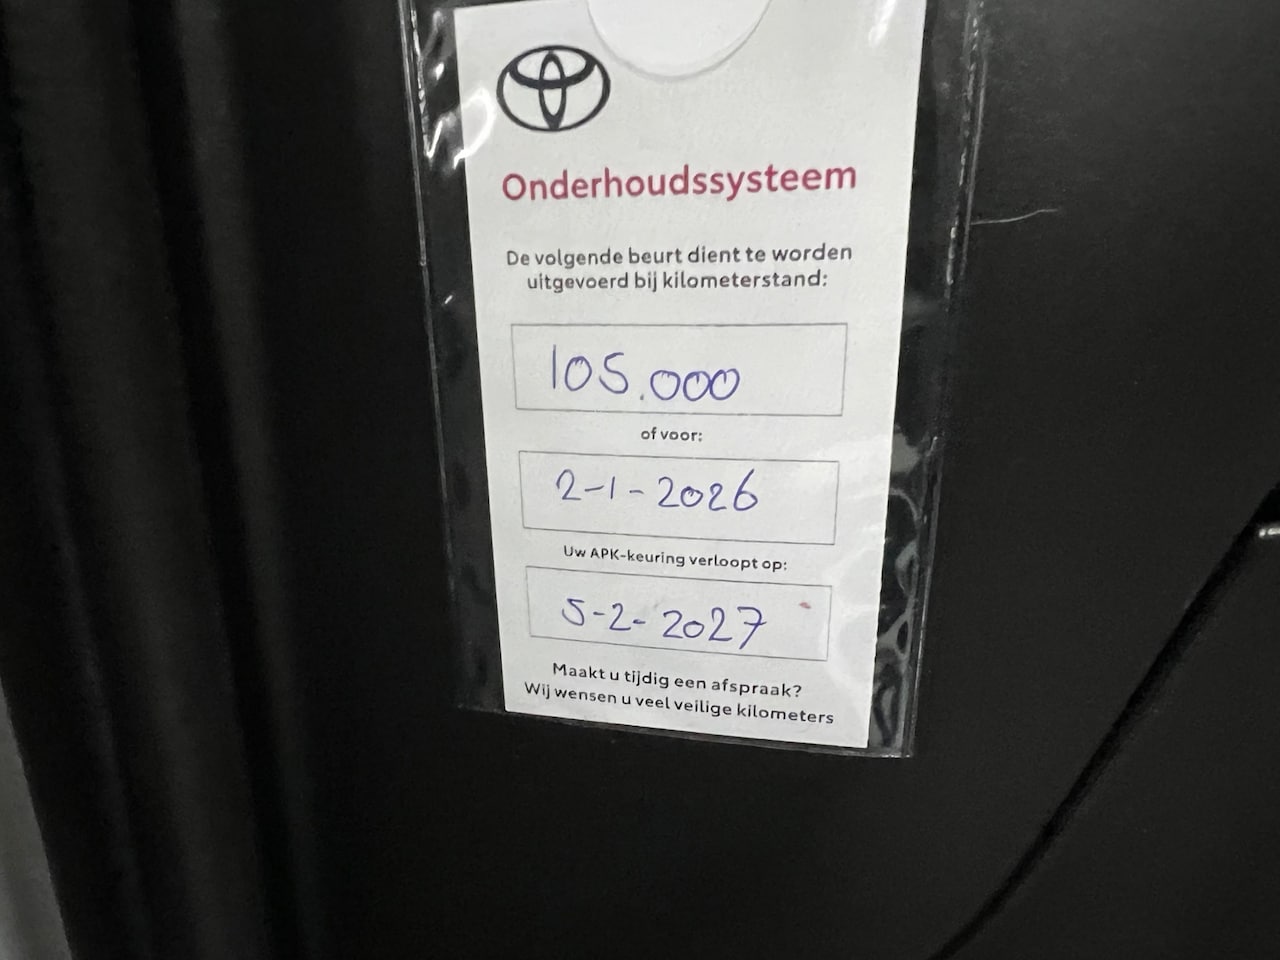 Onderhoudssysteem
De volgende beurt dient te worden
uitgevoerd bij kilometerstand:
105.000
of voor:
2-1-2026
Uw APK-keuring verloopt op:
5-2-2027
Maakt u tijdig een afspraak?
Wij wensen u veel veilige kilometers